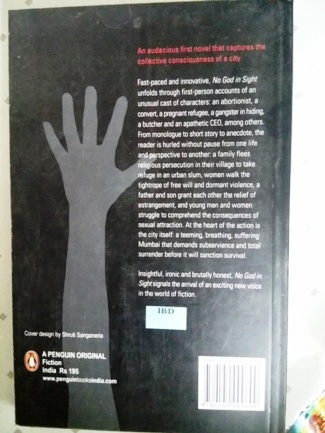 An audacious first novel that captures the
collective consciousness of a city
Fast-paced and innovative, No God in Sight
unfolds through first-person accounts of an
unusual cast of characters: an abortionist, a
convert, a pregnant refugee, a gangster in hiding,
a butcher and an apathetic CEO, among others.
From monologue to short story to anecdote, the
reader is hurled without pause from one life
and perspective to another: a family flees
religious persecution in their village to take
refuge in an urban slum, women walk the
tightrope of free will and dormant violence, a
father and son grant each other the relief of
estrangement, and young men and women
struggle to comprehend the consequences of
sexual attraction. At the heart of the action is
the city itself: a teeming, breathing, suffering
Mumbai that demands subservience and total
surrender before it will sanction survival.
Insightful, ironic and brutally honest, No God in
Sight signals the arrival of an exciting new voice
in the world of fiction.
IBD
Cover design by Shruti Sanganeria
A PENGUIN ORIGINAL
Fiction
India Rs 195
www.penguinbooksindia.com